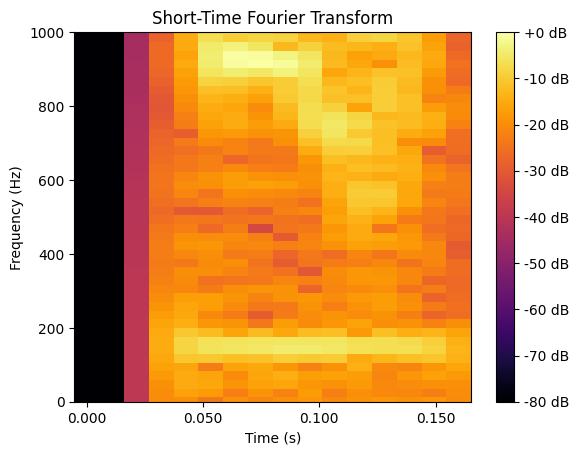 Short-Time Fourier Transform
1000
800
600
400
200
0
Frequency (Hz)
0.000
0.050
0.100
0.150
Time (s)
+0 dB
-10 dB
-20 dB
-30 dB
-40 dB
-50 dB
-60 dB
-70 dB
-80 dB